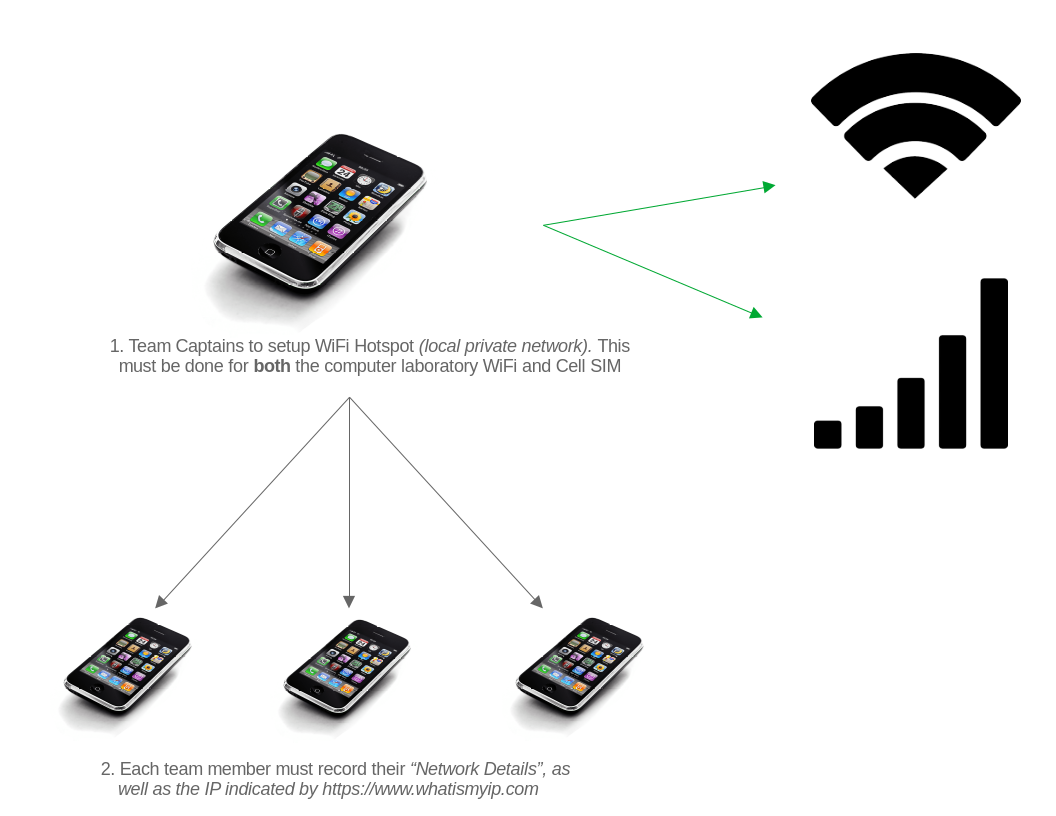 1. Team Captains to setup WiFi Hotspot (local private network). This
must be done for both the computer laboratory WiFi and Cell SIM
2. Each team member must record their “Network Details”, as
well as the IP indicated by https://www.whatismyip.com